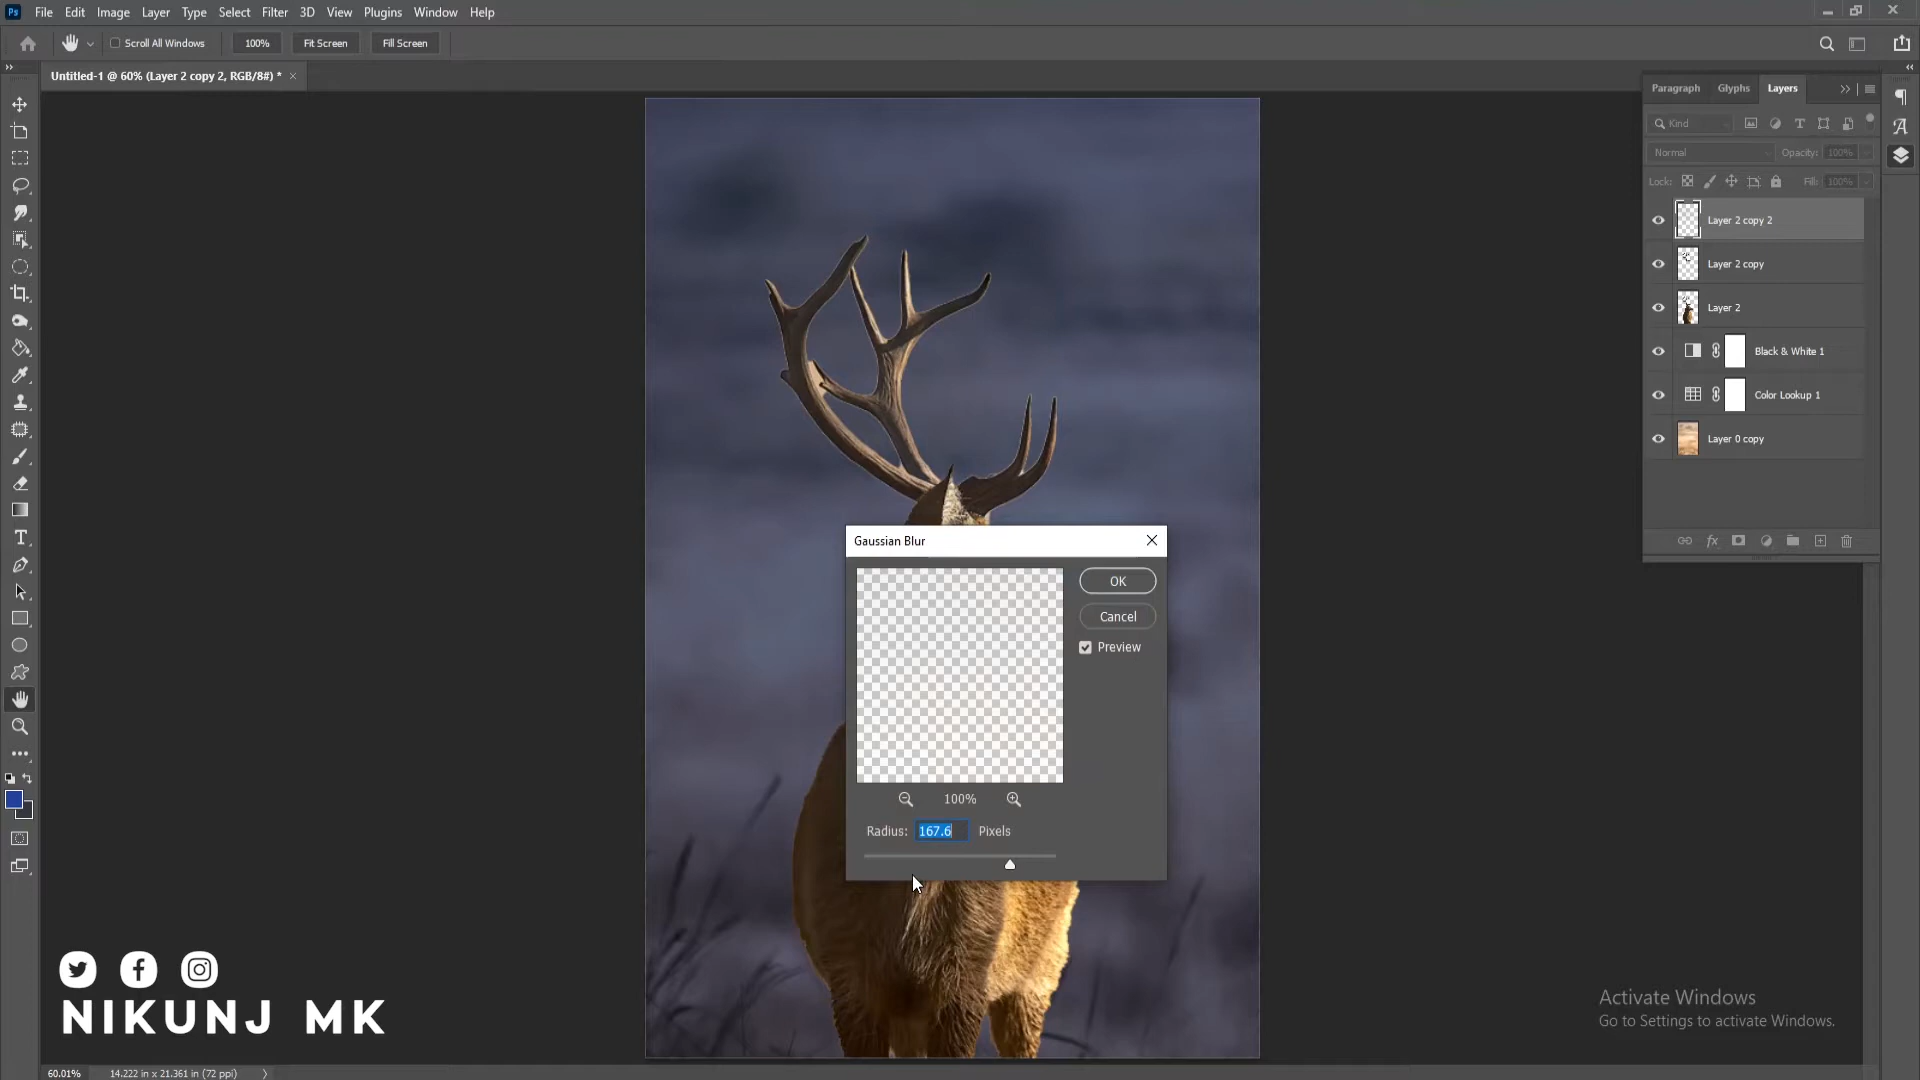 Ps File Edit Image Layer Type Select Filter 3D View Plugins Window Help
Scroll All Windows 100% Fit Screen Fill Screen
Untitled-1 @ 60% (Layer 2 copy 2, RGB/8#) * ×
Paragraph Glyphs Layers
Kind
Normal Opacity: 100%
Lock: Fill: 100%
Layer 2 copy 2
Layer 2 copy
Layer 2
Black & White 1
Color Lookup 1
Layer 0 copy
fx
Gaussian Blur
OK
Cancel
Preview
100%
Radius: 167.6 Pixels
NIKUNJ MK
Activate Windows
Go to Settings to activate Windows.
60.01% 14.222 in x 21.361 in (72 ppi)